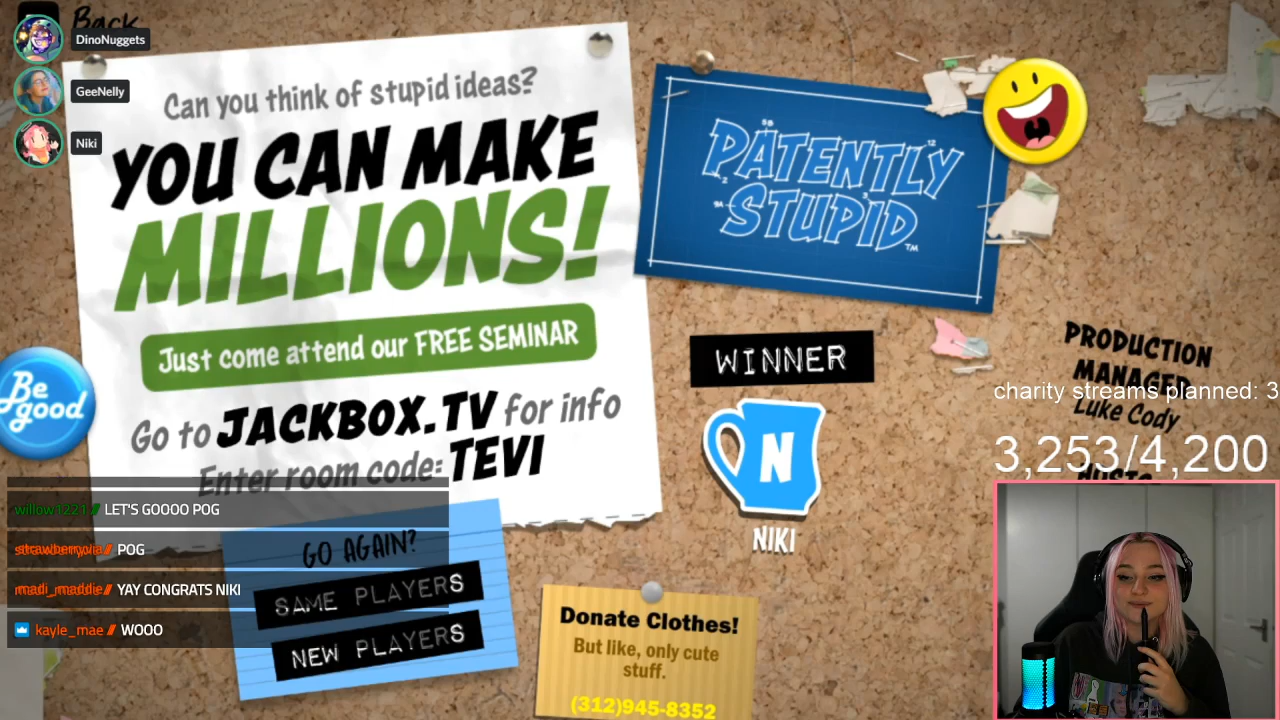 Back
DinoNuggets
GeeNelly
Niki
Can you think of stupid ideas?
YOU CAN MAKE
MILLIONS!
Just come attend our FREE SEMINAR
Go to JACKBOX.TV for info
Enter room code: TEVI
PATENTLY
STUPID™
Be
good
WINNER
N
NIKI
PRODUCTION
MANAGER
Luke Cody
charity streams planned: 3
3,253/4,200
willow1221 // LET'S GOOOO POG
// POG
madi_maddie // YAY CONGRATS NIKI
kayle_mae // WOOO
GO AGAIN?
SAME PLAYERS
NEW PLAYERS
Donate Clothes!
But like, only cute
stuff.
(312)945-8352